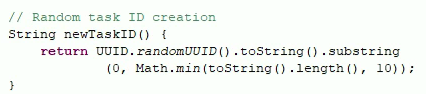 // Random task ID creation
String newTaskID() {
    return UUID.randomUUID().toString().substring
            (0, Math.min(toString().length(), 10));
}